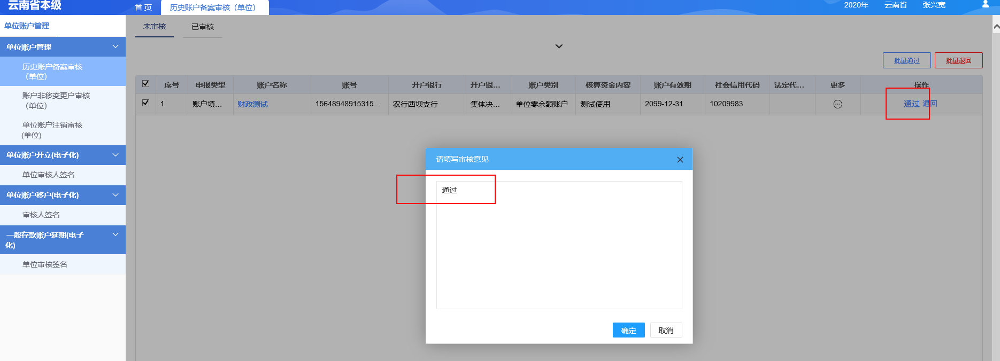 云南省本级
首 页
历史账户备案审核（单位）
2020年
云南省
张兴宽
单位账户管理
单位账户管理
历史账户备案审核
（单位）
账户非移变更户审核
（单位）
单位账户注销审核
(单位)
单位账户开立(电子化)
单位审核人签名
单位账户移户(电子化)
审核人签名
一般存款账户延期(电子
化)
单位审核签名
未审核
已审核
批量通过
批量退回
序号 申报类型 账户名称 账号 开户银行 开户银... 账户类别 核算资金内容 账户有效期 社会信用代码 法定代... 更多 操作
1 账户填... 财政测试 15648948915315... 农行西坝支行 集体决... 单位零余额账户 测试使用 2099-12-31 10209983 通过 退回
请填写审核意见
通过
确定
取消